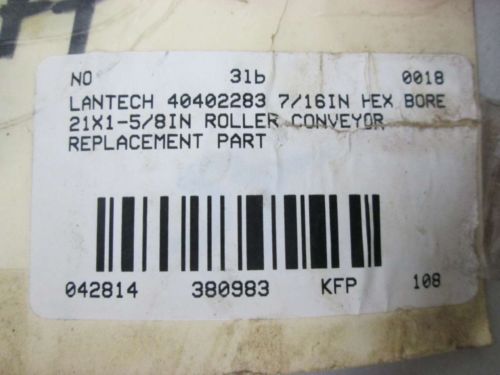 NO 3lb 0018
LANTECH 40402283 7/16IN HEX BORE
21X1-5/8IN ROLLER CONVEYOR
REPLACEMENT PART
042814 380983 KFP 108